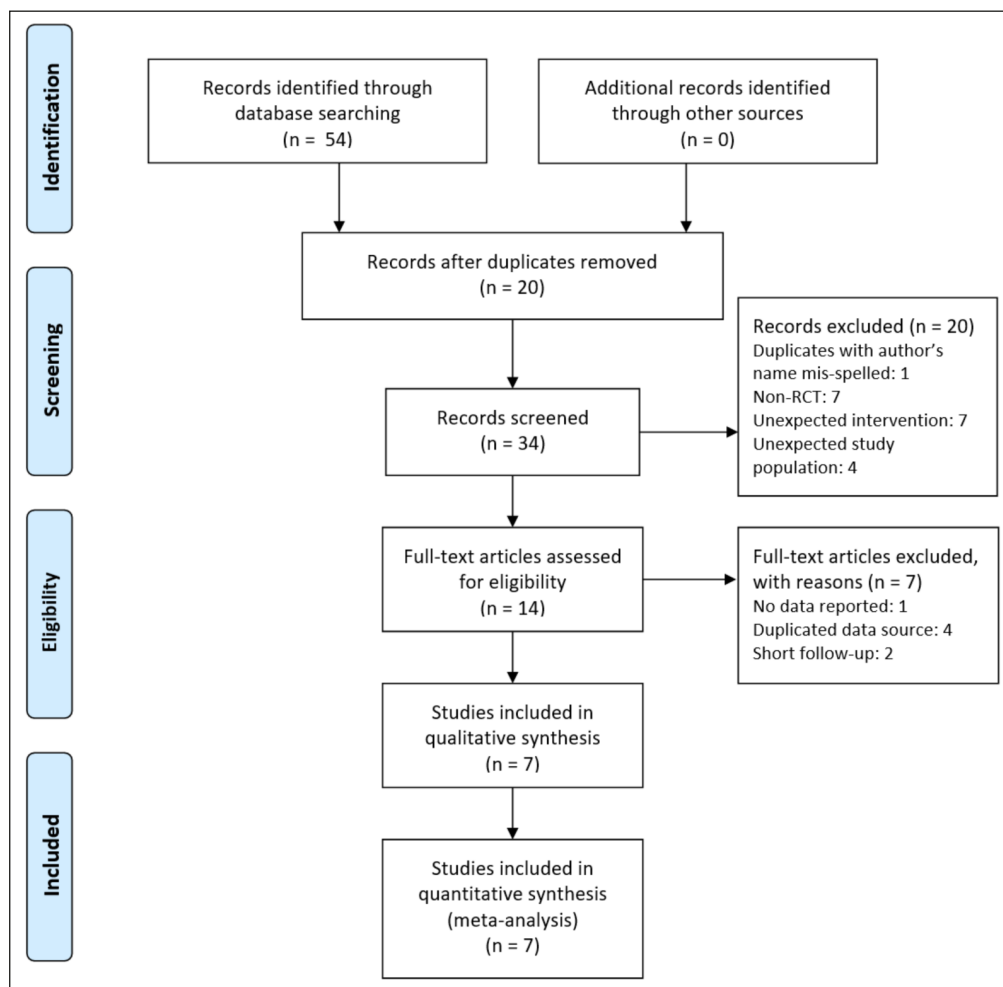 Identification
Records identified through
database searching
(n = 54)
Additional records identified
through other sources
(n = 0)
Records after duplicates removed
(n = 20)
Screening
Records screened
(n = 34)
Records excluded (n = 20)
Duplicates with author's
name mis-spelled: 1
Non-RCT: 7
Unexpected intervention: 7
Unexpected study
population: 4
Eligibility
Full-text articles assessed
for eligibility
(n = 14)
Full-text articles excluded,
with reasons (n = 7)
No data reported: 1
Duplicated data source: 4
Short follow-up: 2
Studies included in
qualitative synthesis
(n = 7)
Included
Studies included in
quantitative synthesis
(meta-analysis)
(n = 7)